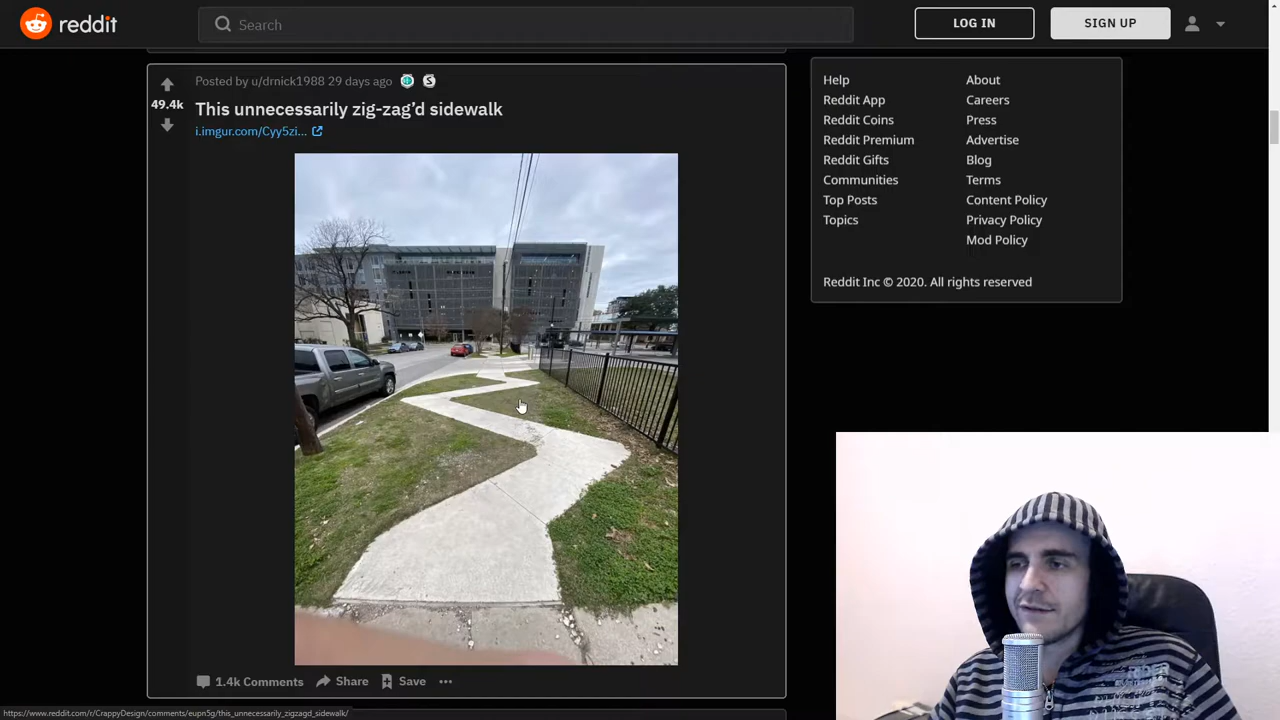 reddit
Search
LOG IN
SIGN UP
Posted by u/drnick1988 29 days ago
49.4k
This unnecessarily zig-zag’d sidewalk
i.imgur.com/Cyy5zi...
1.4k Comments
Share
Save
Help
About
Reddit App
Careers
Reddit Coins
Press
Reddit Premium
Advertise
Reddit Gifts
Blog
Communities
Terms
Top Posts
Content Policy
Topics
Privacy Policy
Mod Policy
Reddit Inc © 2020. All rights reserved
https://www.reddit.com/r/CrappyDesign/comments/eupn5g/this_unnecessarily_zigzagd_sidewalk/